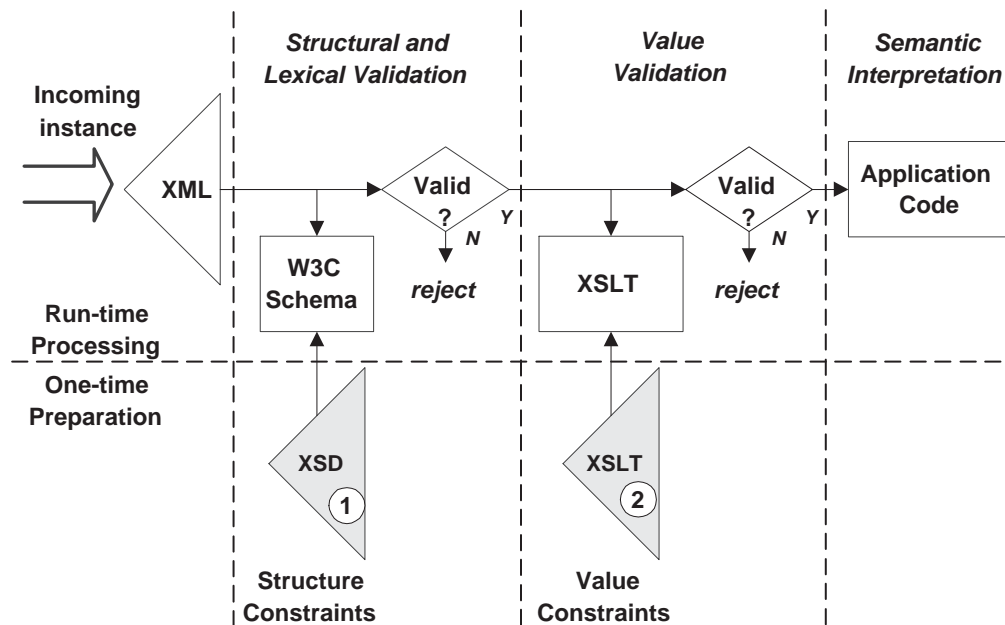 Structural and
Lexical Validation
Value
Validation
Semantic
Interpretation
Incoming
instance
XML
Valid
?
Y
N
reject
W3C
Schema
Valid
?
Y
N
reject
XSLT
Application
Code
Run-time
Processing
One-time
Preparation
XSD
1
XSLT
2
Structure
Constraints
Value
Constraints